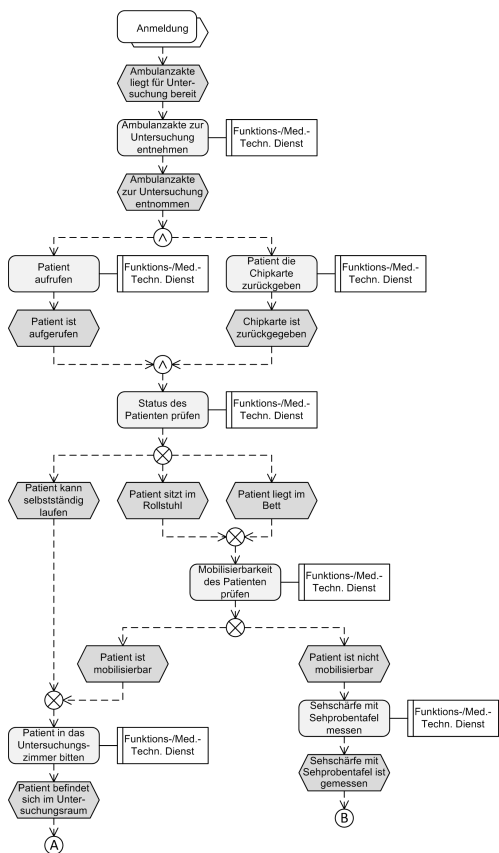 Anmeldung
Ambulanzakte
liegt für Unter-
suchung bereit
Ambulanzakte zur
Untersuchung
entnehmen
Funktions-/Med.-
Techn. Dienst
Ambulanzakte
zur Untersuchung
entnommen
Λ
Patient
aufrufen
Funktions-/Med.-
Techn. Dienst
Patient die
Chipkarte
zurückgeben
Funktions-/Med.-
Techn. Dienst
Patient ist
aufgerufen
Chipkarte ist
zurückgegeben
Λ
Status des
Patienten prüfen
Funktions-/Med.-
Techn. Dienst
Patient kann
selbstständig
laufen
Patient sitzt im
Rollstuhl
Patient liegt im
Bett
Mobilisierbarkeit
des Patienten
prüfen
Funktions-/Med.-
Techn. Dienst
Patient ist
mobilisierbar
Patient ist nicht
mobilisierbar
Patient in das
Untersuchungs-
zimmer bitten
Funktions-/Med.-
Techn. Dienst
Sehschärfe mit
Sehprobentafel
messen
Funktions-/Med.-
Techn. Dienst
Patient befindet
sich im Unter-
suchungsraum
Sehschärfe mit
Sehprobentafel ist
gemessen
A
B